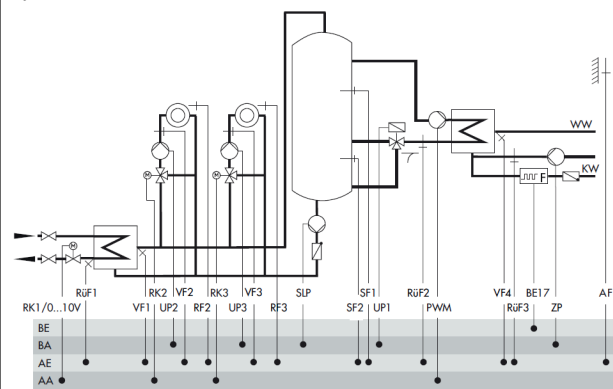 WW
KW
F
M
M
M
RüF1
RK2
VF2
RK3
VF3
SLP
SF1
RüF2
VF4
BE17
AF
RK1/0...10V
VF1
UP2
RF2
UP3
RF3
SF2
UP1
PWM
RüF3
ZP
BE
BA
AE
AA